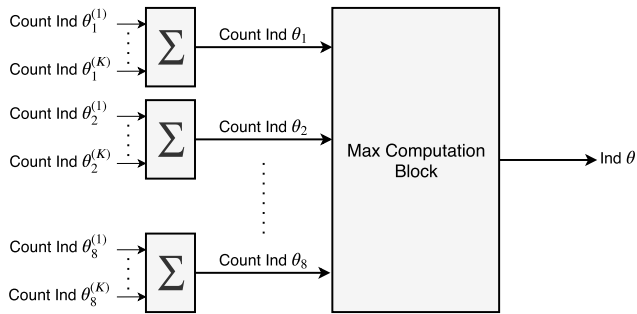 Count Ind θ₁⁽¹⁾
Count Ind θ₁⁽ᴷ⁾
Σ
Count Ind θ₁
Count Ind θ₂⁽¹⁾
Count Ind θ₂⁽ᴷ⁾
Σ
Count Ind θ₂
Count Ind θ₈⁽¹⁾
Count Ind θ₈⁽ᴷ⁾
Σ
Count Ind θ₈
Max Computation
Block
Ind θ